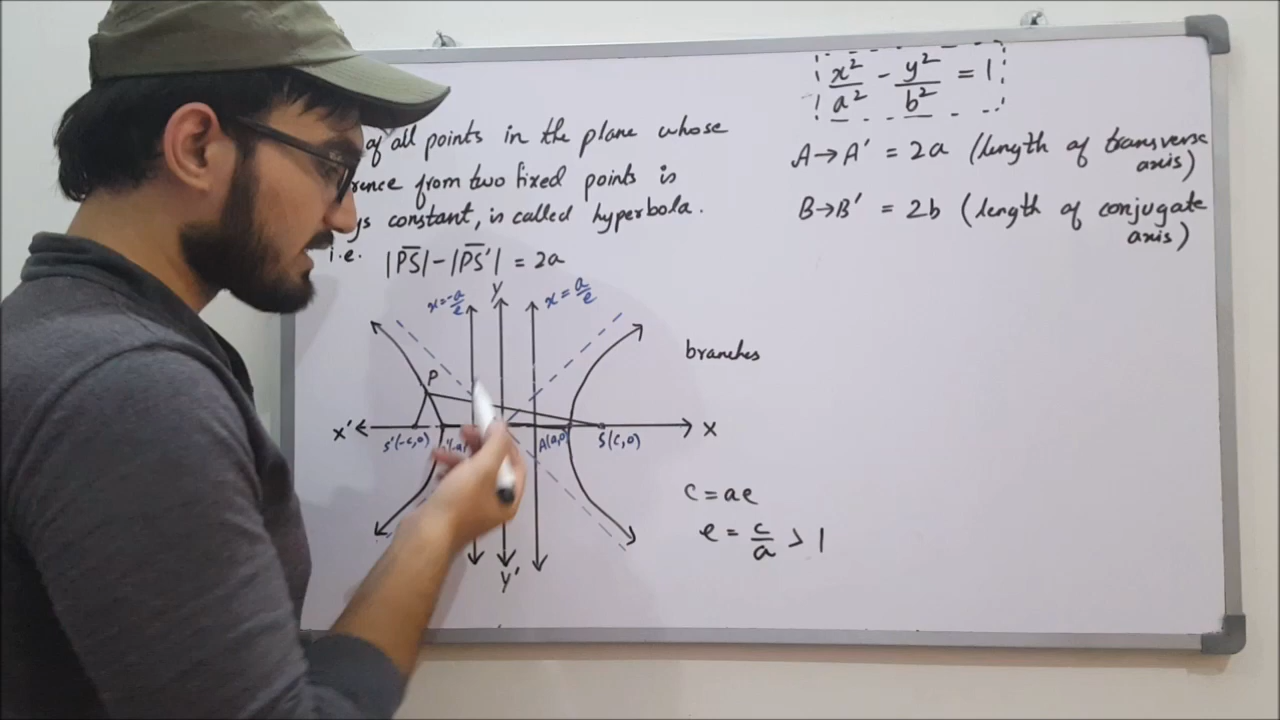 of all points in the plane whose
from two fixed points is
constant, is called hyperbola.
i.e. |PS| - |PS'| = 2a
x = -a/e
y
x = a/e
P
x'
S'(-c,0)
A(a,0)
S(c,0)
x
y'
branches
c = ae
e = c/a > 1
x²/a² - y²/b² = 1
A→A' = 2a (length of transverse
axis)
B→B' = 2b (length of conjugate
axis)